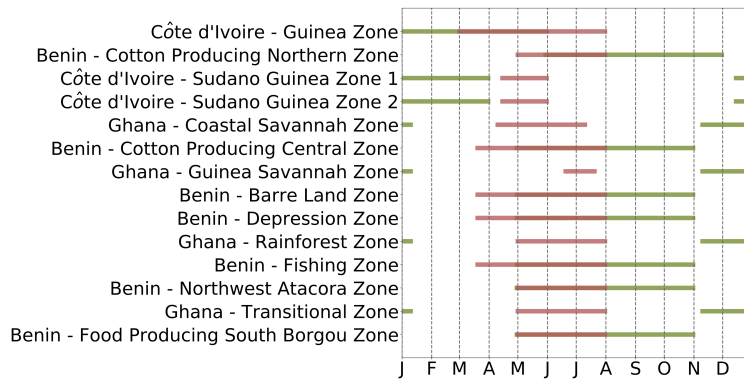 Côte d'Ivoire - Guinea Zone
Benin - Cotton Producing Northern Zone
Côte d'Ivoire - Sudano Guinea Zone 1
Côte d'Ivoire - Sudano Guinea Zone 2
Ghana - Coastal Savannah Zone
Benin - Cotton Producing Central Zone
Ghana - Guinea Savannah Zone
Benin - Barre Land Zone
Benin - Depression Zone
Ghana - Rainforest Zone
Benin - Fishing Zone
Benin - Northwest Atacora Zone
Ghana - Transitional Zone
Benin - Food Producing South Borgou Zone
J F M A M J J A S O N D